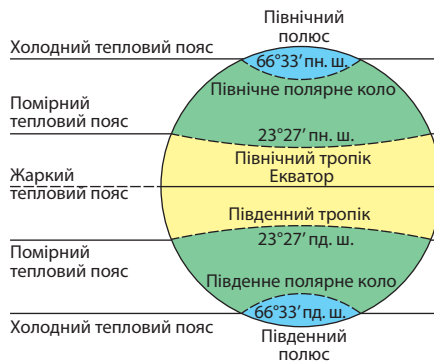 Північний
полюс
Холодний тепловий пояс
66°33′ пн. ш.
Північне полярне коло
Помірний
тепловий пояс
23°27′ пн. ш.
Північний тропік
Екватор
Жаркий
тепловий пояс
Південний тропік
23°27′ пд. ш.
Помірний
тепловий пояс
Південне полярне коло
66°33′ пд. ш.
Холодний тепловий пояс
Південний
полюс